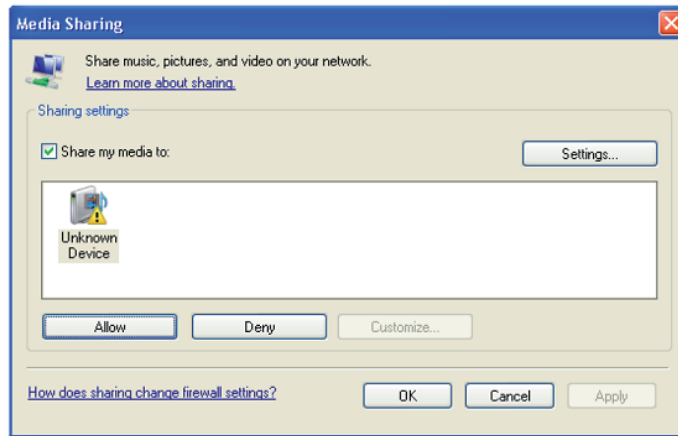 Media Sharing
Share music, pictures, and video on your network.
Learn more about sharing.
Sharing settings
Share my media to:
Settings...
Unknown
Device
Allow
Deny
Customize...
How does sharing change firewall settings?
OK
Cancel
Apply